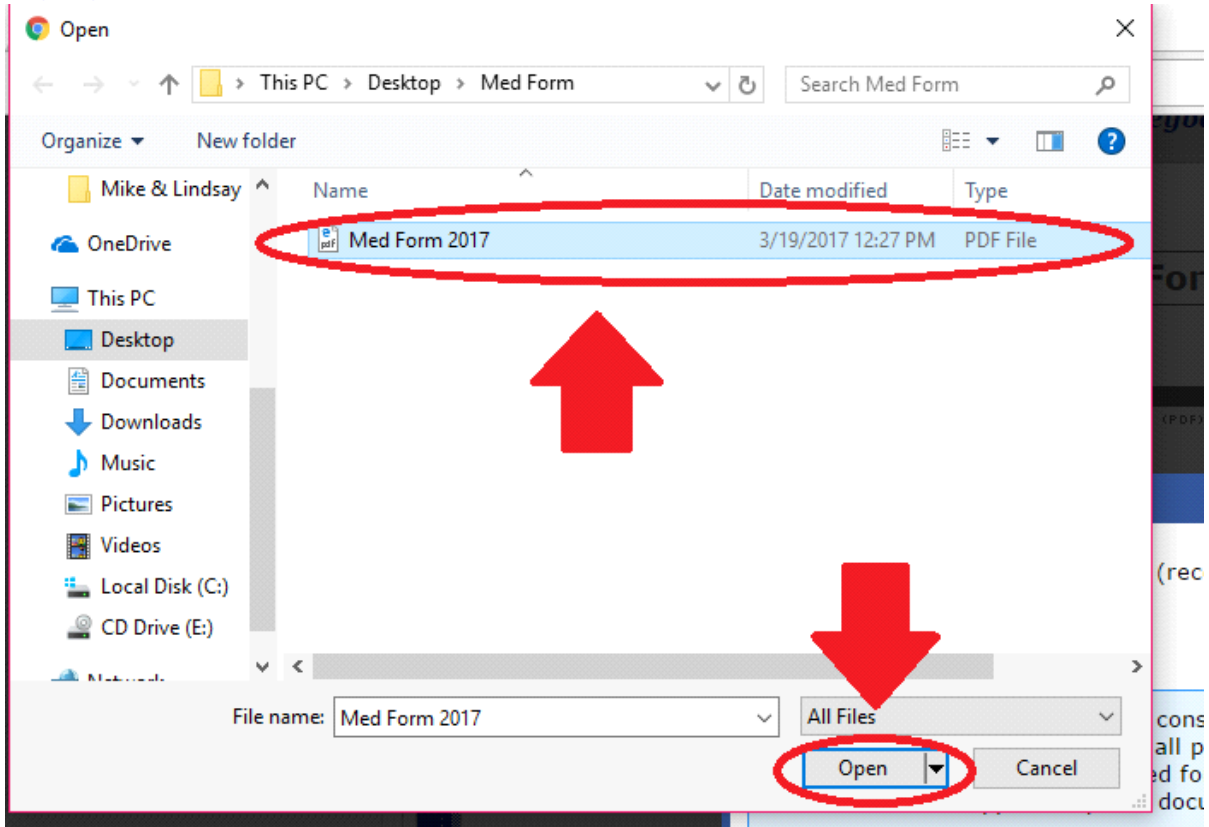 Open
This PC > Desktop > Med Form
Search Med Form
Organize
New folder
Name
Date modified
Type
Mike & Lindsay
Med Form 2017
3/19/2017 12:27 PM
PDF File
OneDrive
This PC
Desktop
Documents
Downloads
Music
Pictures
Videos
Local Disk (C:)
CD Drive (E:)
Network
File name:
Med Form 2017
All Files
Open
Cancel
For
(PDF)
(rec
cons
all p
ed fo
docu